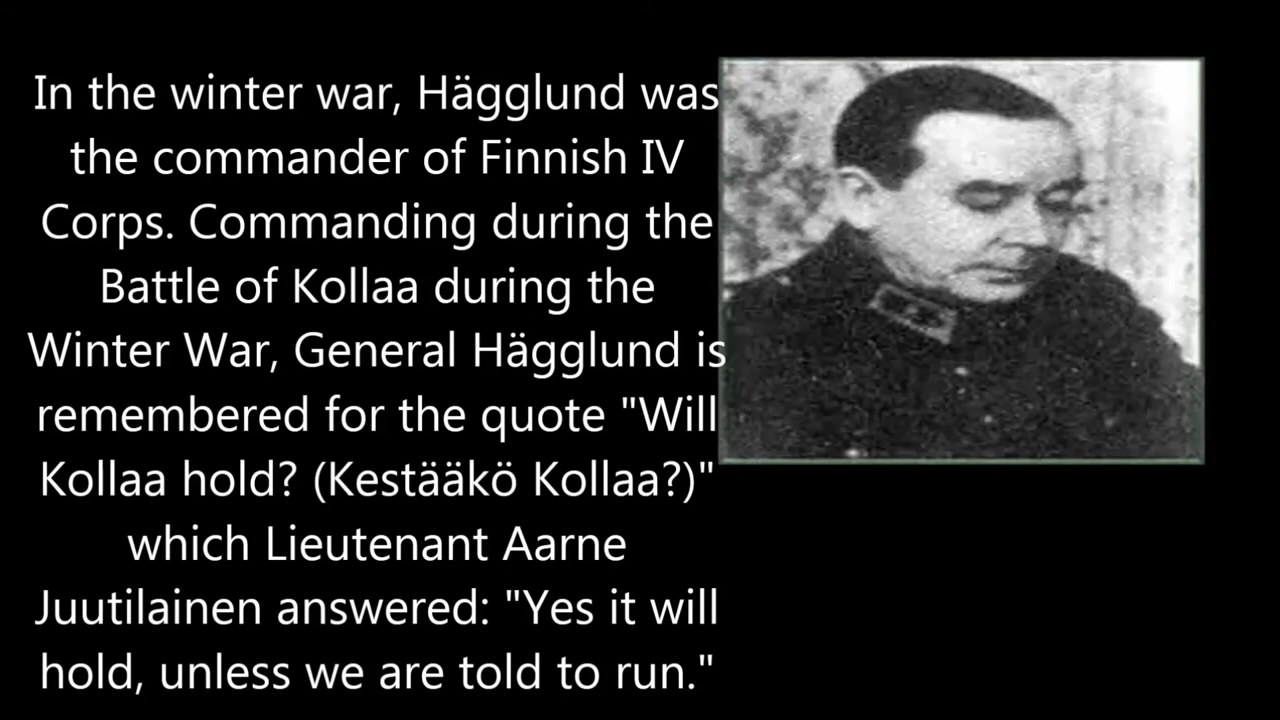 In the winter war, Hägglund was
the commander of Finnish IV
Corps. Commanding during the
Battle of Kollaa during the
Winter War, General Hägglund is
remembered for the quote "Will
Kollaa hold? (Kestääkö Kollaa?)"
which Lieutenant Aarne
Juutilainen answered: "Yes it will
hold, unless we are told to run."